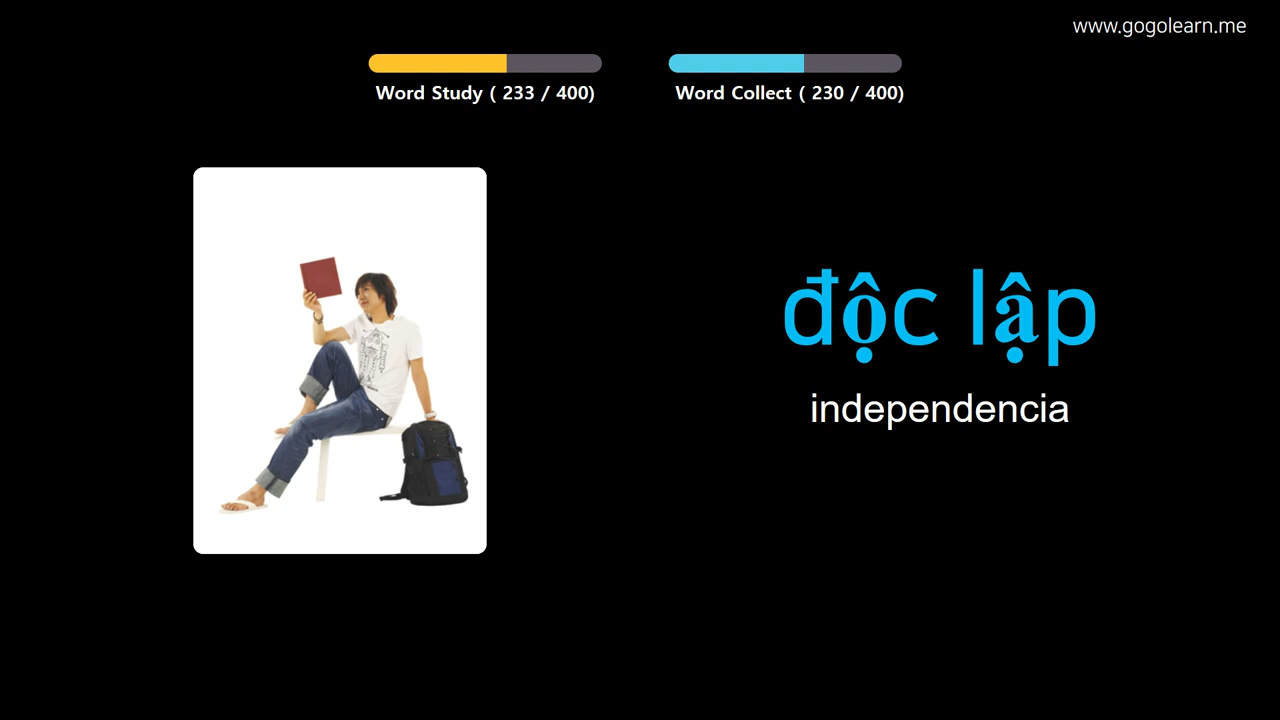 www.gogolearn.me
Word Study ( 233 / 400)
Word Collect ( 230 / 400)
độc lập
independencia